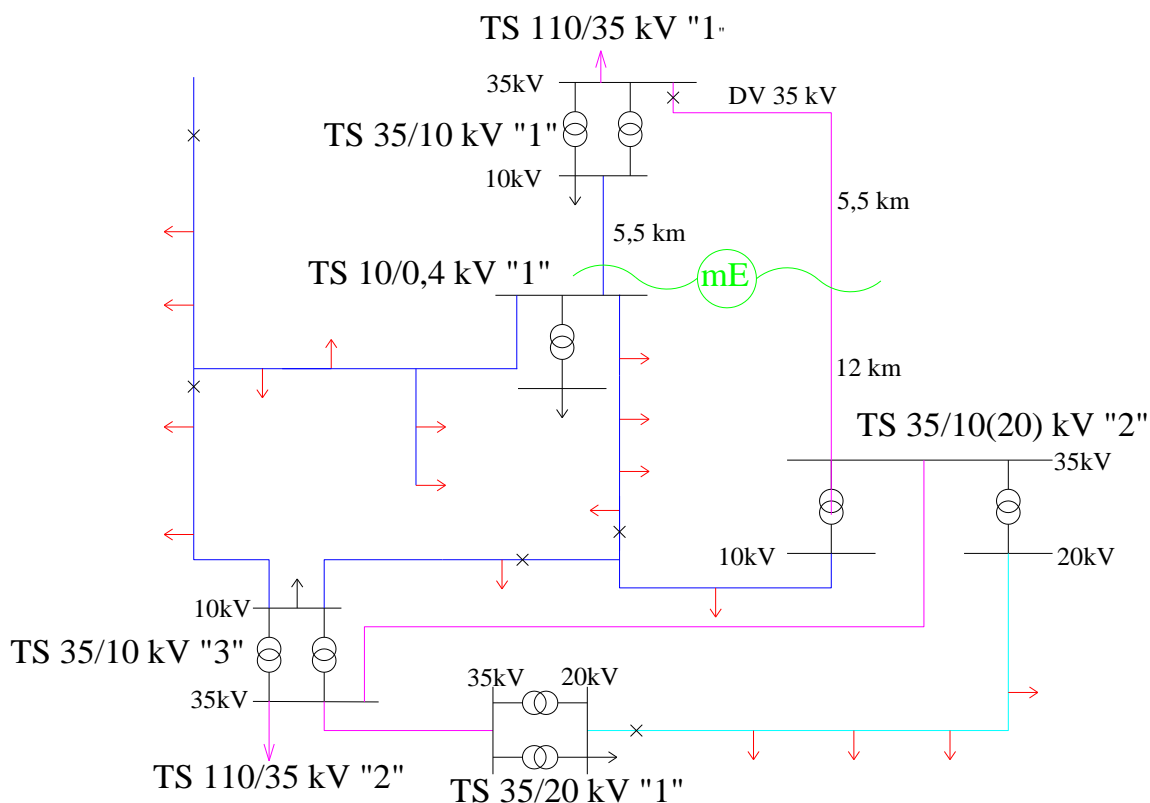 TS 110/35 kV "1"
35kV
DV 35 kV
TS 35/10 kV "1"
10kV
5,5 km
5,5 km
TS 10/0,4 kV "1"
mE
12 km
TS 35/10(20) kV "2"
35kV
10kV
20kV
10kV
TS 35/10 kV "3"
35kV
20kV
35kV
TS 110/35 kV "2"
TS 35/20 kV "1"